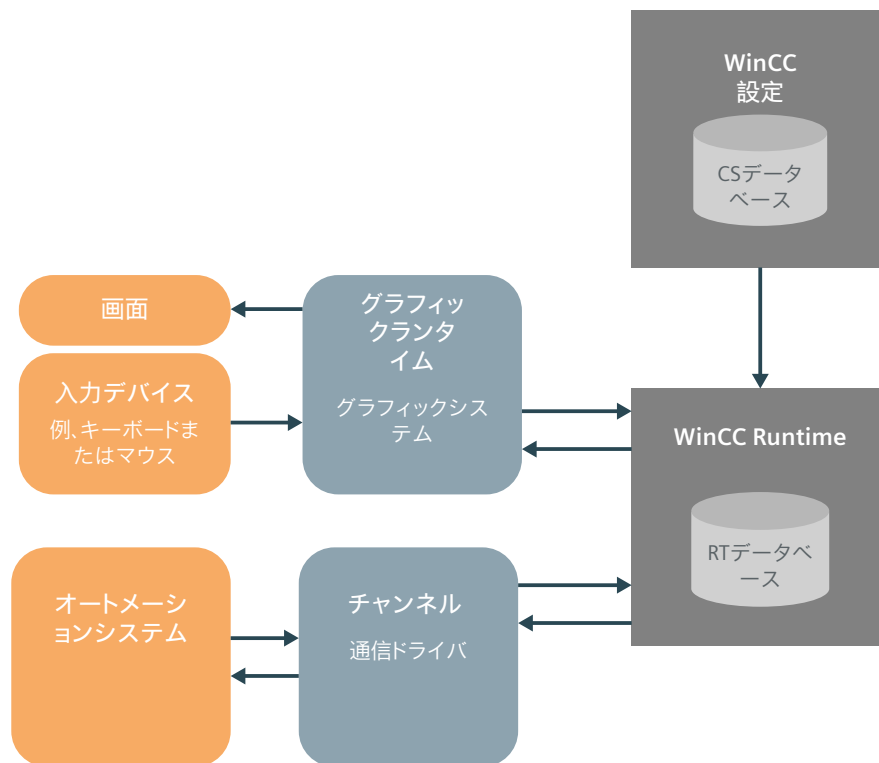 WinCC
設定
CSデータ
ベース
画面
グラフィッ
クランタ
イム
グラフィックシス
テム
入力デバイス
例、キーボードま
たはマウス
WinCC Runtime
RTデータベ
ース
オートメーシ
ョンシステム
チャンネル
通信ドライバ